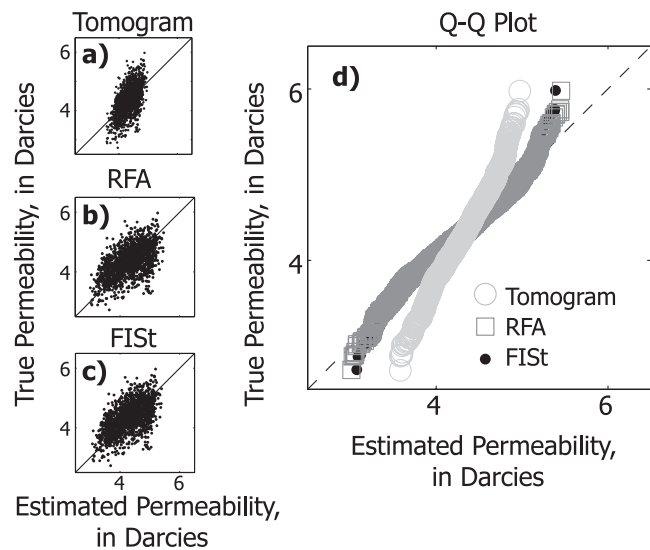 Tomogram
a)
6
4
RFA
b)
6
4
FISt
c)
6
4
4
6
True Permeability, in Darcies
Estimated Permeability,
in Darcies
Q-Q Plot
d)
6
4
4
6
True Permeability, in Darcies
Tomogram
RFA
FISt
Estimated Permeability,
in Darcies